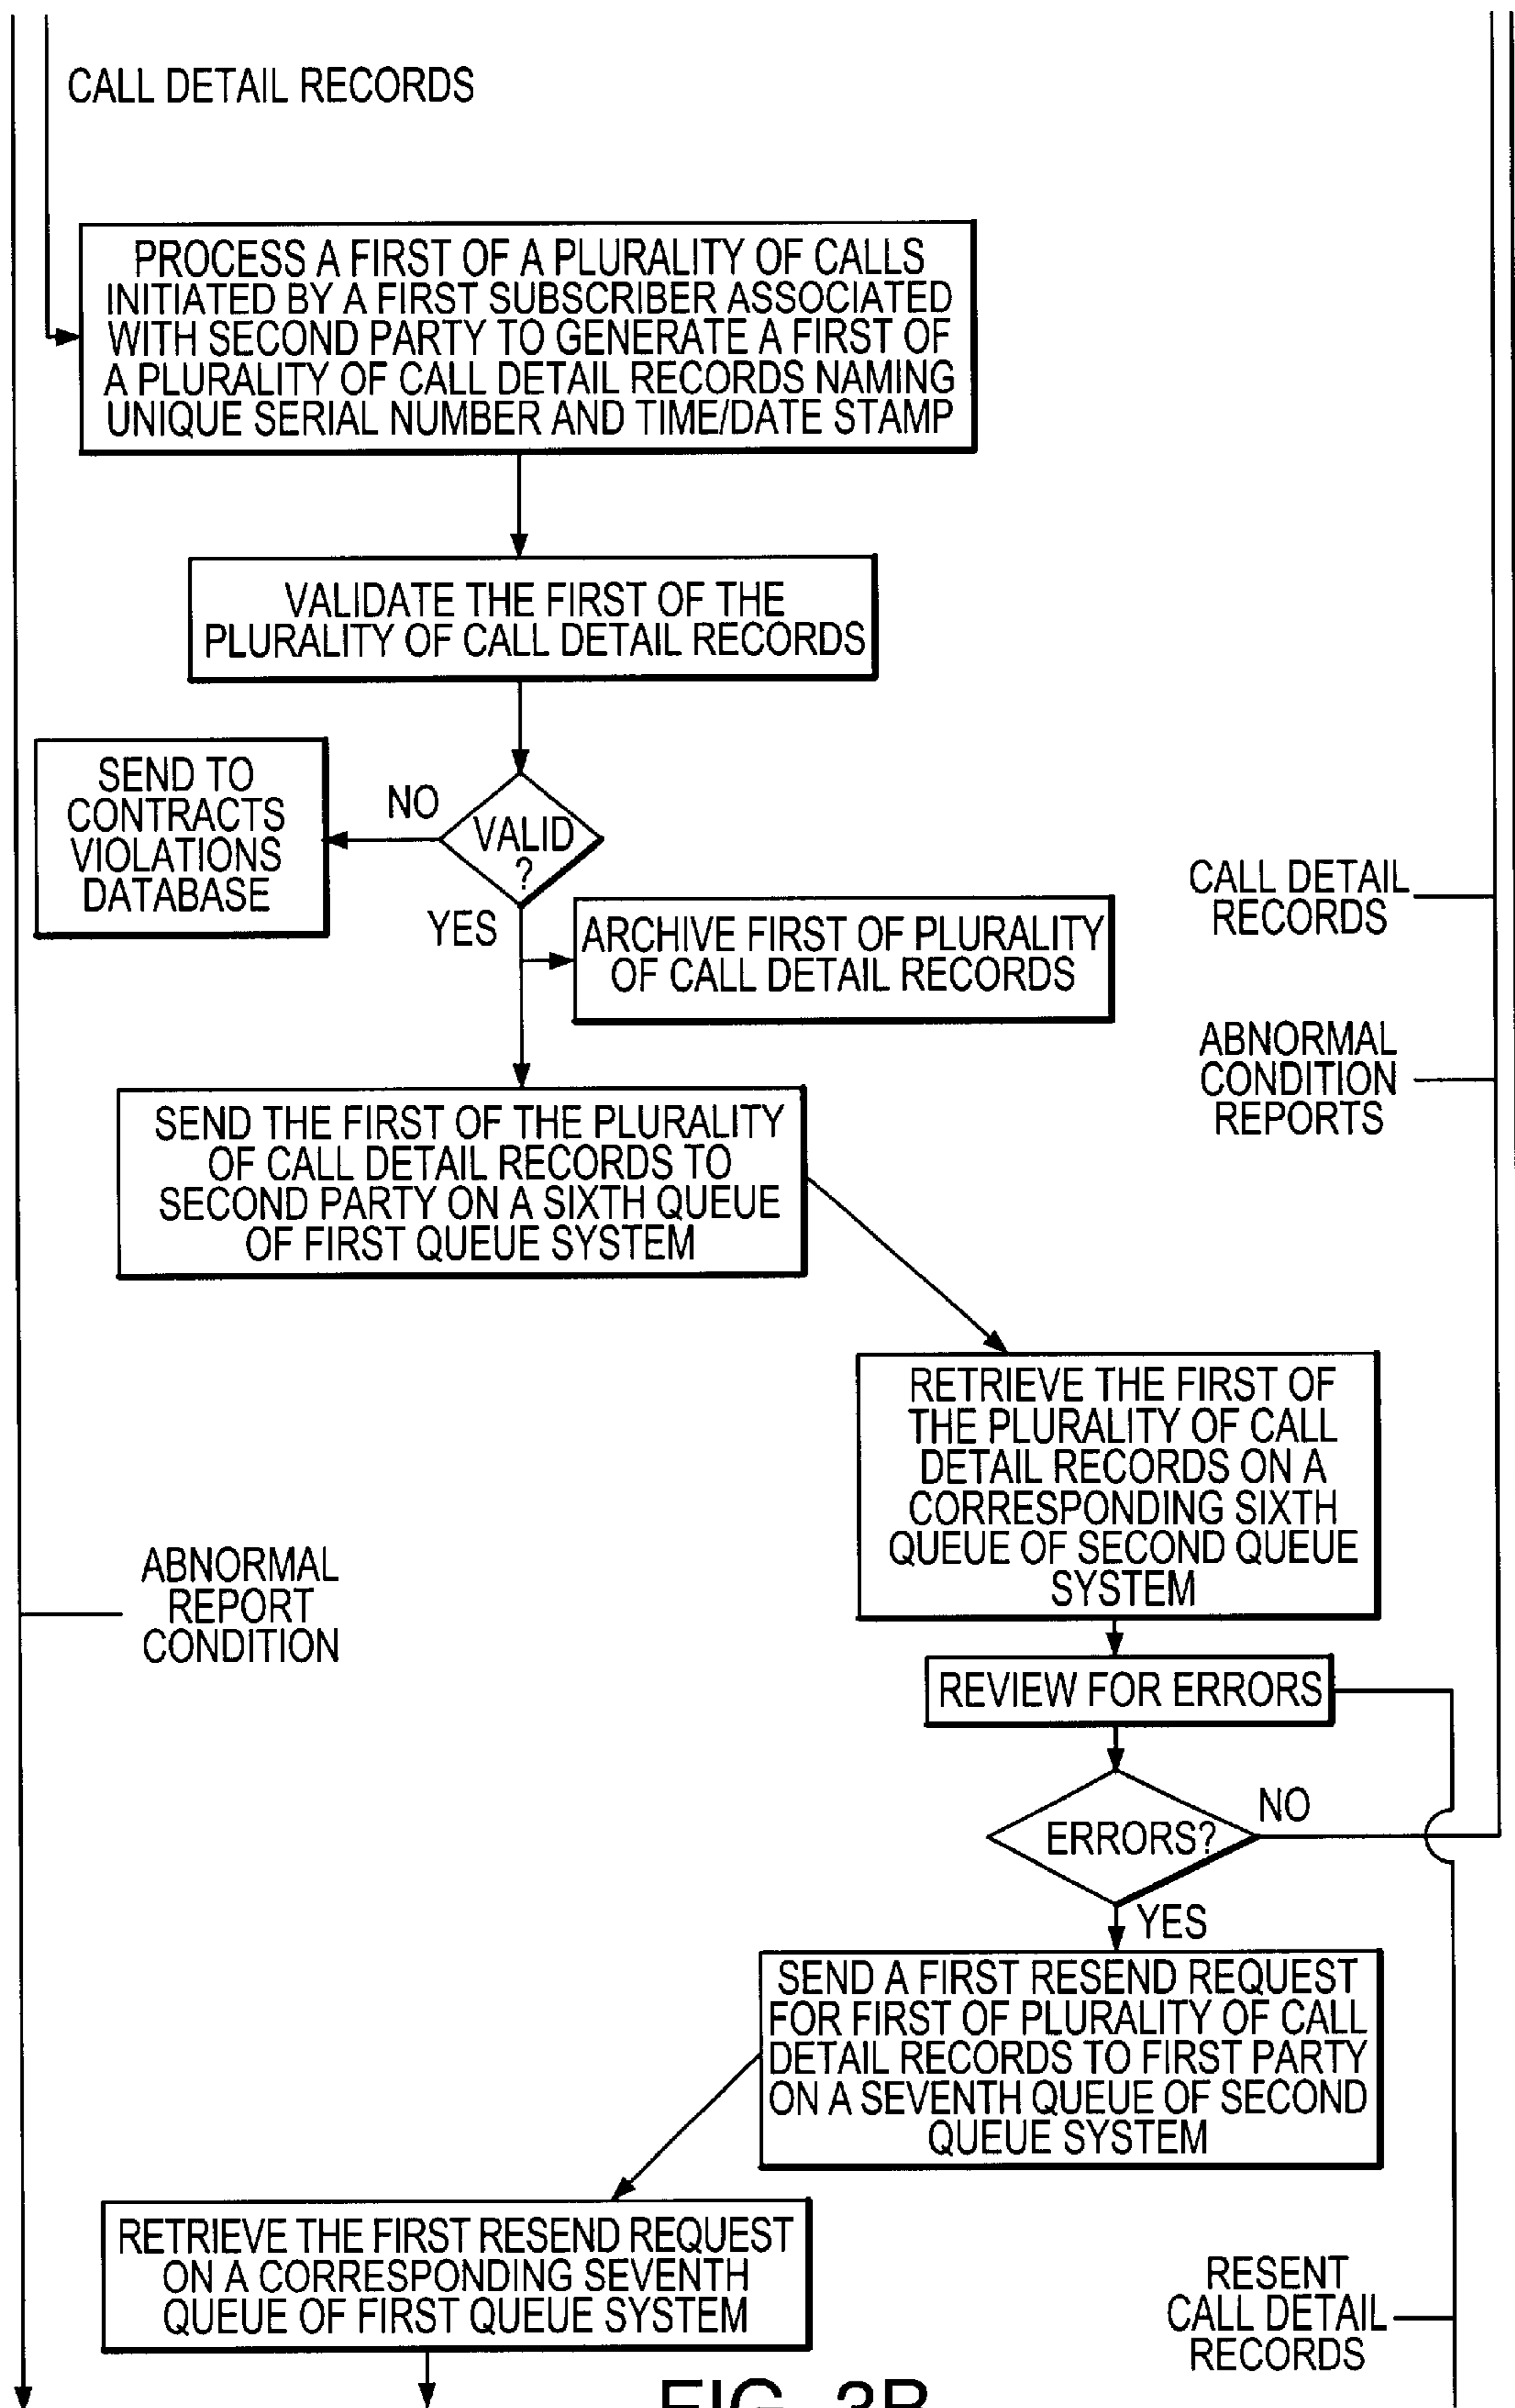 CALL DETAIL RECORDS
PROCESS A FIRST OF A PLURALITY OF CALLS
INITIATED BY A FIRST SUBSCRIBER ASSOCIATED
WITH SECOND PARTY TO GENERATE A FIRST OF
A PLURALITY OF CALL DETAIL RECORDS NAMING
UNIQUE SERIAL NUMBER AND TIME/DATE STAMP
VALIDATE THE FIRST OF THE
PLURALITY OF CALL DETAIL RECORDS
SEND TO
CONTRACTS
VIOLATIONS
DATABASE
NO
VALID
?
YES
ARCHIVE FIRST OF PLURALITY
OF CALL DETAIL RECORDS
CALL DETAIL
RECORDS
ABNORMAL
CONDITION
REPORTS
SEND THE FIRST OF THE PLURALITY
OF CALL DETAIL RECORDS TO
SECOND PARTY ON A SIXTH QUEUE
OF FIRST QUEUE SYSTEM
RETRIEVE THE FIRST OF
THE PLURALITY OF CALL
DETAIL RECORDS ON A
CORRESPONDING SIXTH
QUEUE OF SECOND QUEUE
SYSTEM
ABNORMAL
REPORT
CONDITION
REVIEW FOR ERRORS
ERRORS?
NO
YES
SEND A FIRST RESEND REQUEST
FOR FIRST OF PLURALITY OF CALL
DETAIL RECORDS TO FIRST PARTY
ON A SEVENTH QUEUE OF SECOND
QUEUE SYSTEM
RETRIEVE THE FIRST RESEND REQUEST
ON A CORRESPONDING SEVENTH
QUEUE OF FIRST QUEUE SYSTEM
RESENT
CALL DETAIL
RECORDS
FIG. 3B